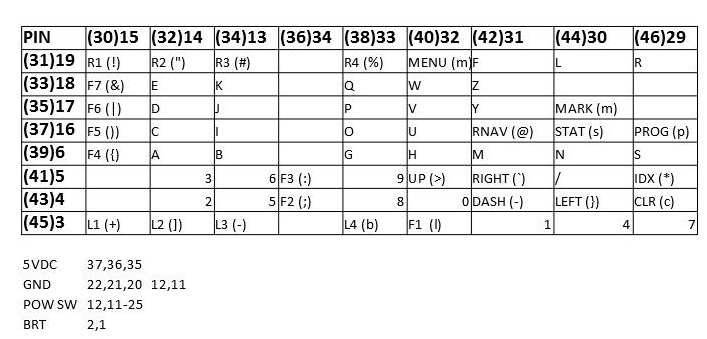 PIN (30)15 (32)14 (34)13 (36)34 (38)33 (40)32 (42)31 (44)30 (46)29
(31)19 R1 (!) R2 (") R3 (#) R4 (%) MENU (m) F L R
(33)18 F7 (&) E K Q W Z
(35)17 F6 (|) D J P V Y MARK (m)
(37)16 F5 ()) C I O U RNAV (@) STAT (s) PROG (p)
(39)6 F4 ({) A B G H M N S
(41)5 3 6 F3 (:) 9 UP (>) RIGHT (`) / IDX (*)
(43)4 2 5 F2 (;) 8 0 DASH (-) LEFT (}) CLR (c)
(45)3 L1 (+) L2 (]) L3 (-) L4 (b) F1 (l) 1 4 7
5VDC 37,36,35
GND 22,21,20 12,11
POW SW 12,11-25
BRT 2,1